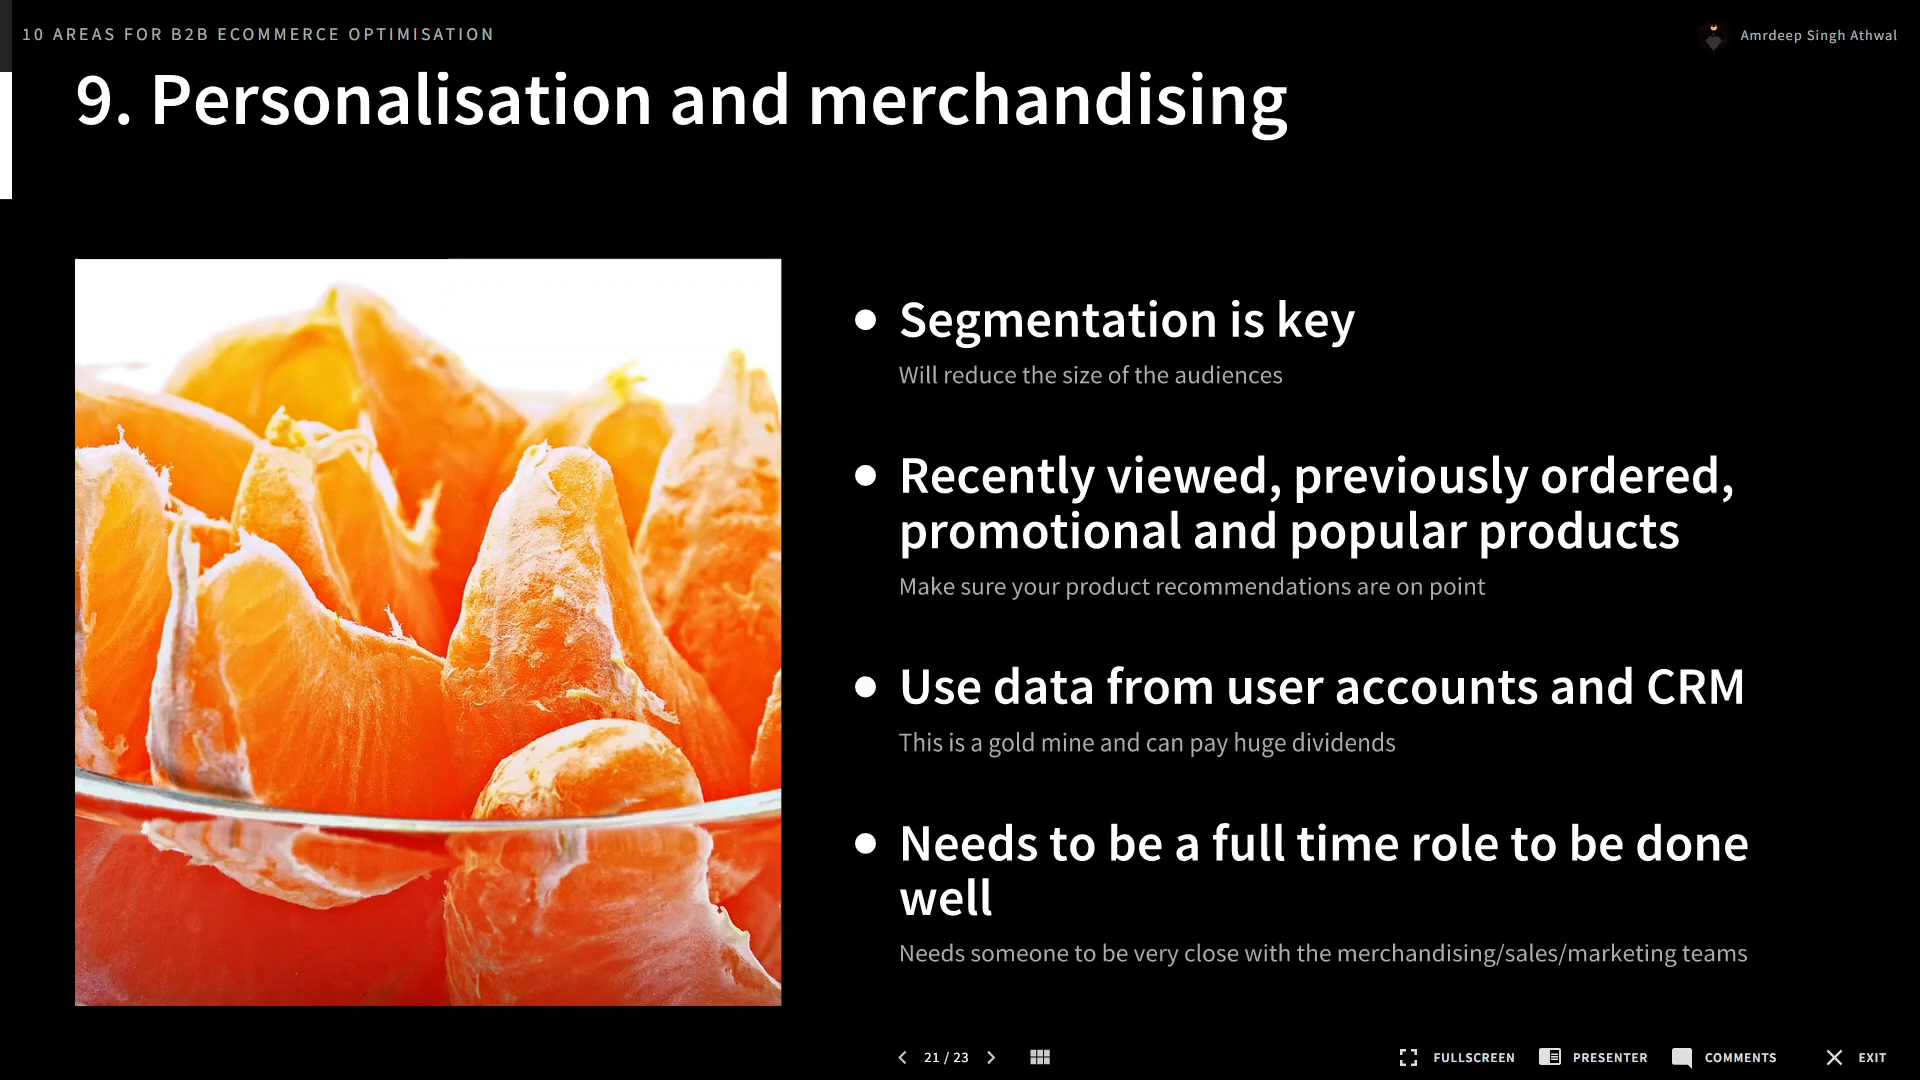 10 AREAS FOR B2B ECOMMERCE OPTIMISATION
Amrdeep Singh Athwal
9. Personalisation and merchandising
Segmentation is key
Will reduce the size of the audiences
Recently viewed, previously ordered,
promotional and popular products
Make sure your product recommendations are on point
Use data from user accounts and CRM
This is a gold mine and can pay huge dividends
Needs to be a full time role to be done
well
Needs someone to be very close with the merchandising/sales/marketing teams
21 / 23
FULLSCREEN
PRESENTER
COMMENTS
EXIT